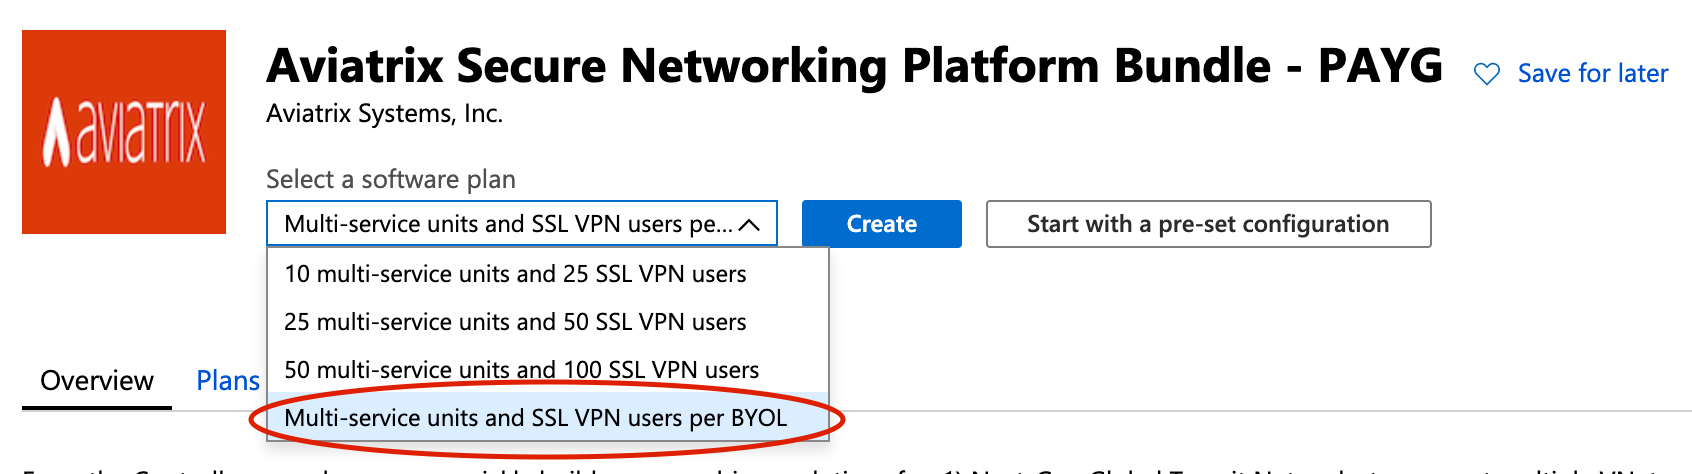 aviatrix
Aviatrix Secure Networking Platform Bundle - PAYG
Save for later
Aviatrix Systems, Inc.
Select a software plan
Multi-service units and SSL VPN users pe...
Create
Start with a pre-set configuration
10 multi-service units and 25 SSL VPN users
25 multi-service units and 50 SSL VPN users
50 multi-service units and 100 SSL VPN users
Multi-service units and SSL VPN users per BYOL
Overview
Plans